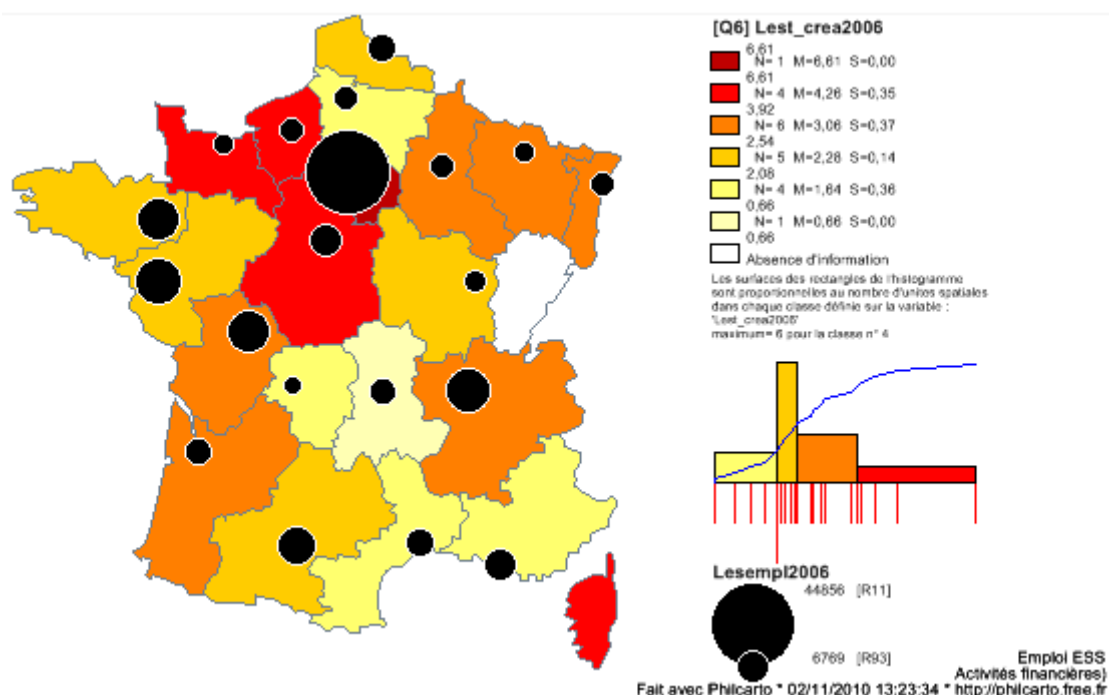 [Q6] Lest_crea2006
6,61
N= 1 M=6,61 S=0,00
6,61
N= 4 M=4,26 S=0,35
3,92
N= 6 M=3,06 S=0,37
2,54
N= 5 M=2,28 S=0,14
2,08
N= 4 M=1,64 S=0,36
0,66
N= 1 M=0,66 S=0,00
0,66
Absence d'information
Les surfaces des rectangles de l'histogramme
sont proportionnelles au nombre d'unites spatiales
dans chaque classe définie sur la variable :
'Lest_crea2006'
maximum= 6 pour la classe n° 4
Lesempl2006
44856 [R11]
6769 [R93]
Emploi ESS
Activités financières)
Fait avec Philcarto * 02/11/2010 13:23:34 * http://philcarto.free.fr